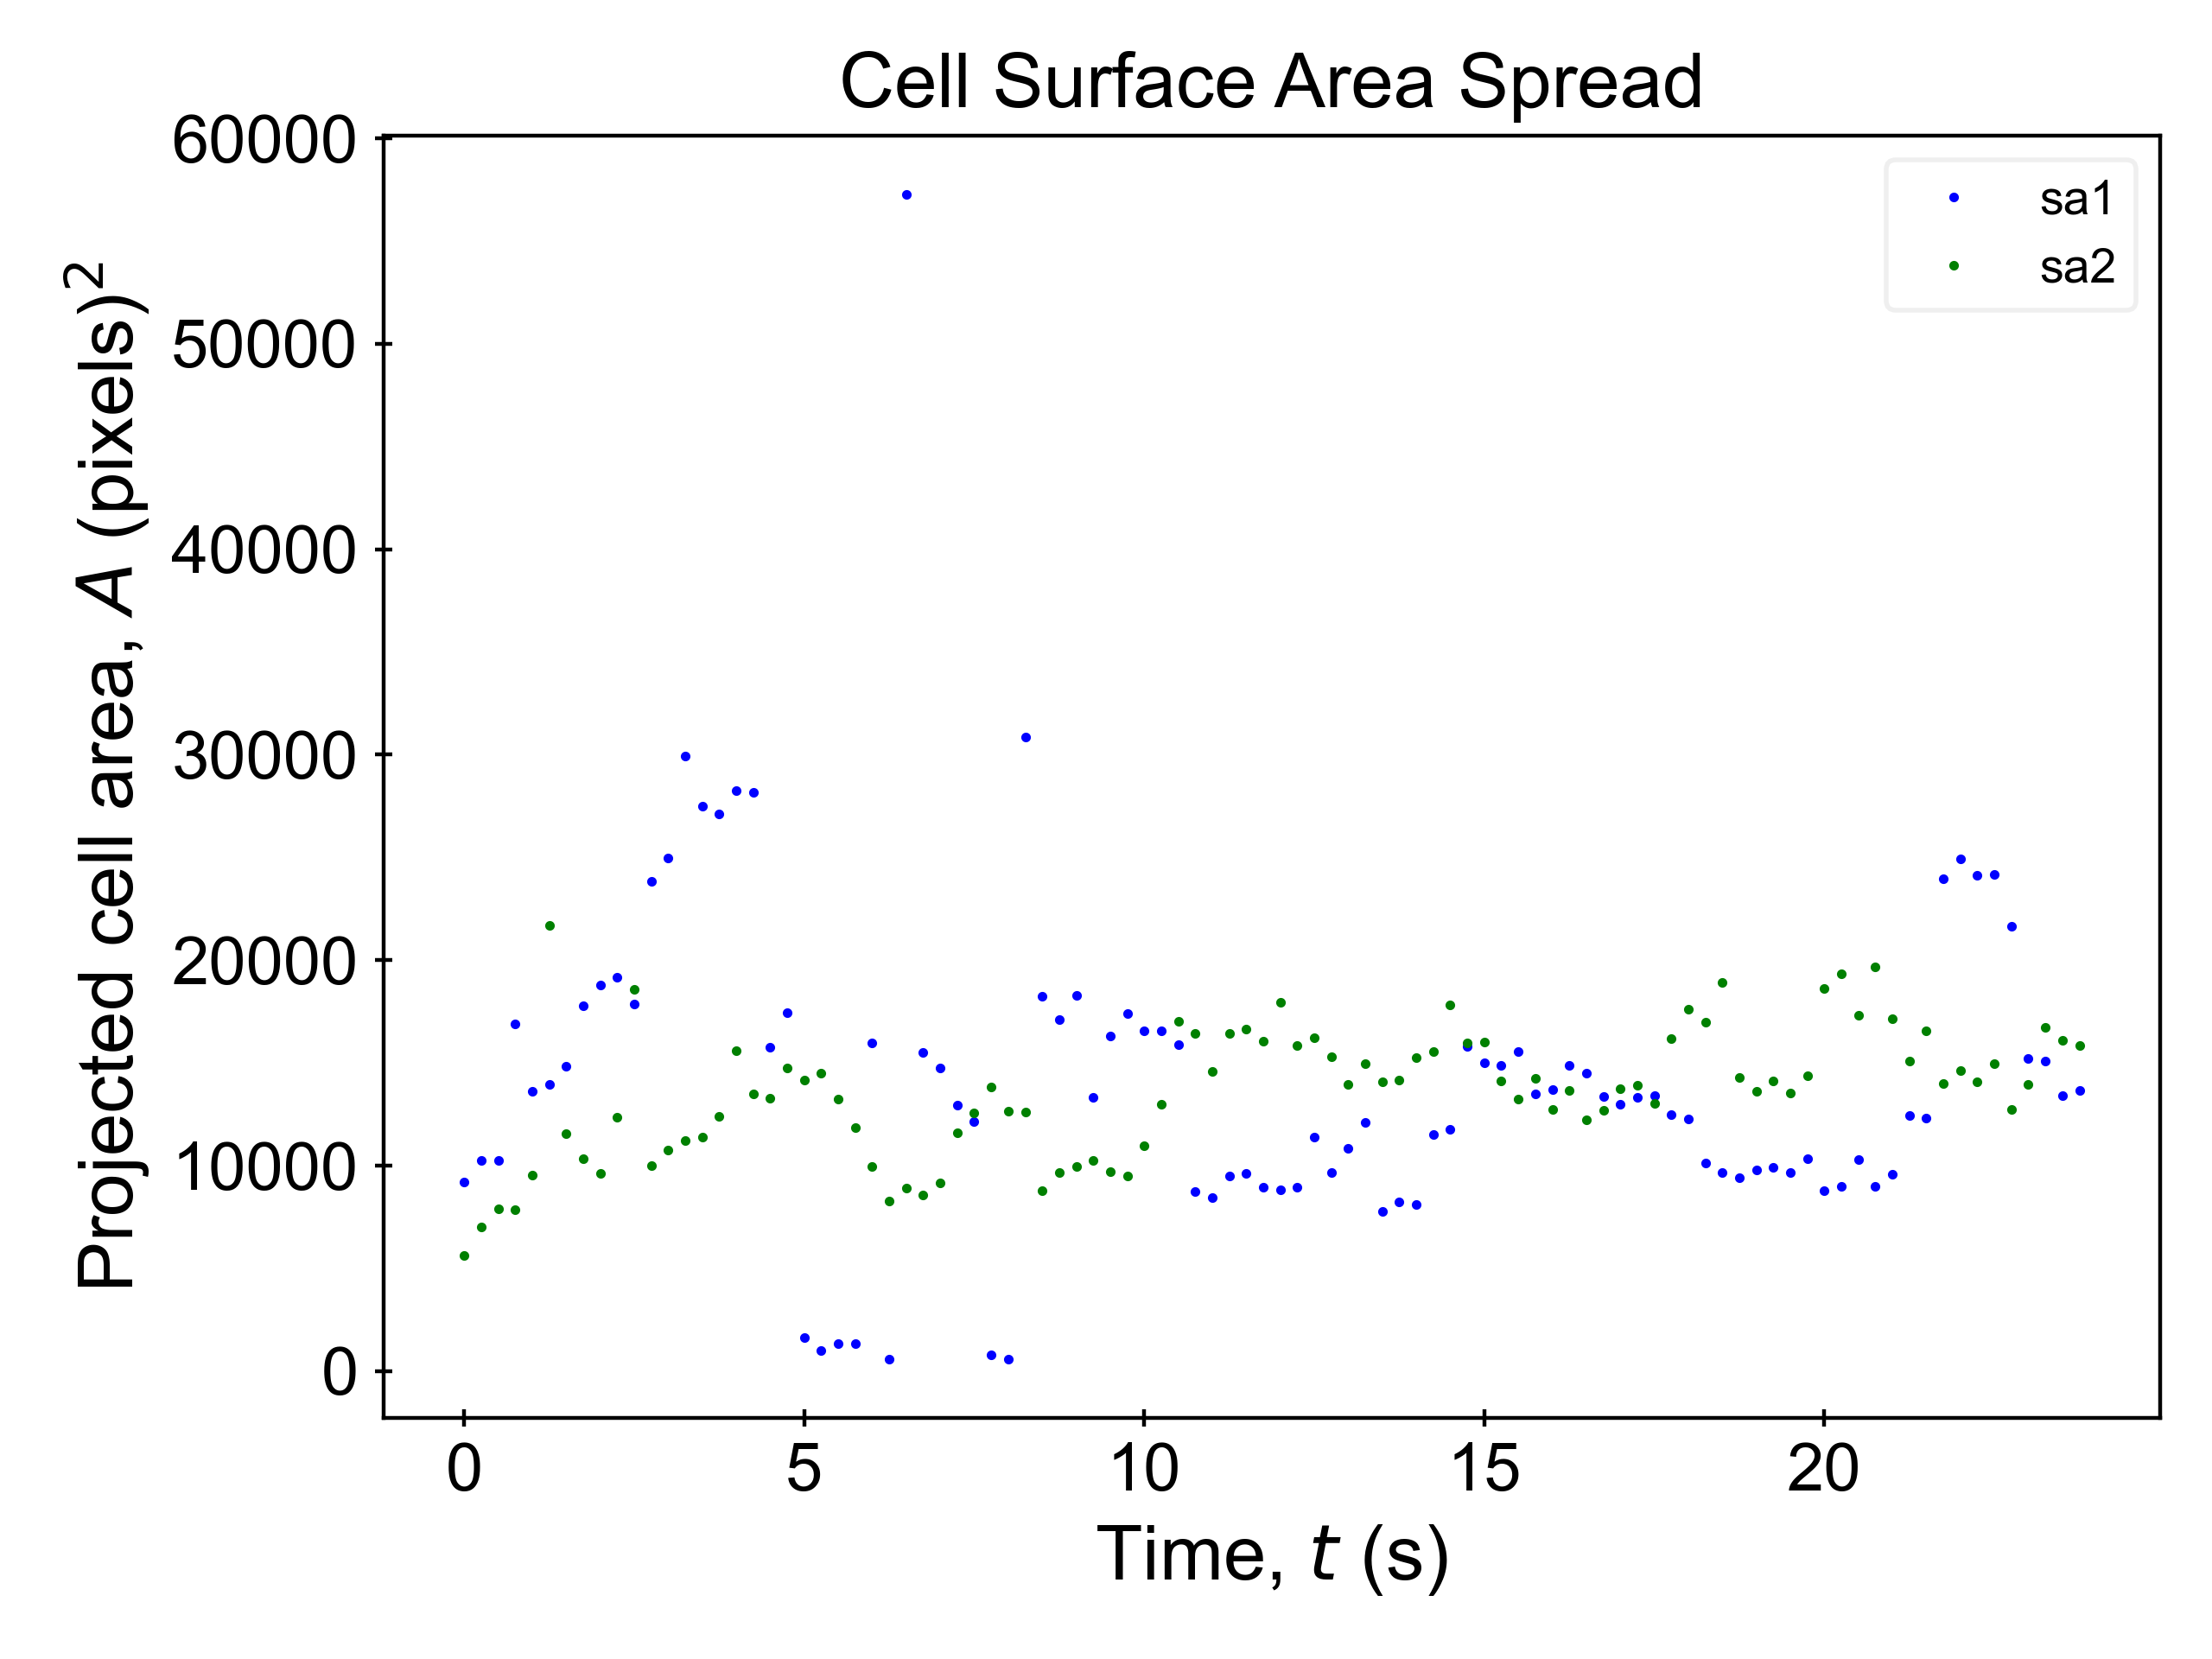 Cell Surface Area Spread
60000
50000
40000
30000
20000
10000
0
Projected cell area, A (pixels)²
sa1
sa2
0 5 10 15 20
Time, t (s)